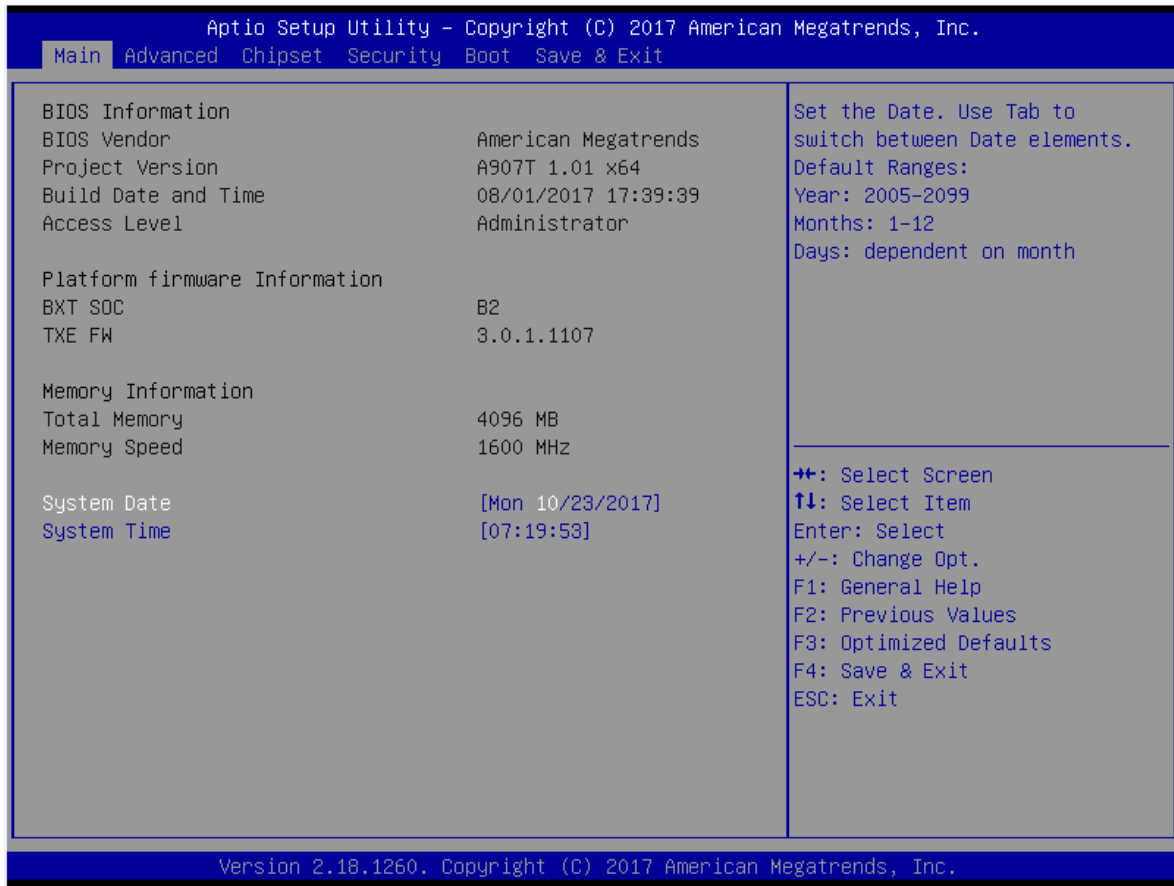 Aptio Setup Utility – Copyright (C) 2017 American Megatrends, Inc.
Main Advanced Chipset Security Boot Save & Exit
BIOS Information
BIOS Vendor American Megatrends
Project Version A907T 1.01 x64
Build Date and Time 08/01/2017 17:39:39
Access Level Administrator
Platform firmware Information
BXT SOC B2
TXE FW 3.0.1.1107
Memory Information
Total Memory 4096 MB
Memory Speed 1600 MHz
System Date [Mon 10/23/2017]
System Time [07:19:53]
Set the Date. Use Tab to
switch between Date elements.
Default Ranges:
Year: 2005-2099
Months: 1-12
Days: dependent on month
→←: Select Screen
↑↓: Select Item
Enter: Select
+/-: Change Opt.
F1: General Help
F2: Previous Values
F3: Optimized Defaults
F4: Save & Exit
ESC: Exit
Version 2.18.1260. Copyright (C) 2017 American Megatrends, Inc.